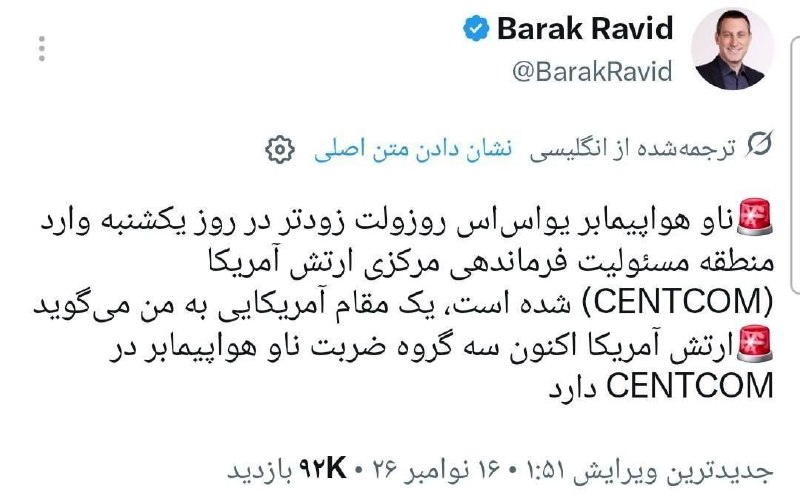 Barak Ravid
@BarakRavid
ترجمه‌شده از انگلیسی نشان دادن متن اصلی
🚨ناو هواپیمابر یواس‌اس روزولت زودتر در روز یکشنبه وارد
منطقه مسئولیت فرماندهی مرکزی ارتش آمریکا
(CENTCOM) شده است، یک مقام آمریکایی به من می‌گوید
🚨ارتش آمریکا اکنون سه گروه ضربت ناو هواپیمابر در
CENTCOM دارد
جدیدترین ویرایش ۱:۵۱ • ۱۶ نوامبر ۲۶ • ۹۲K بازدید